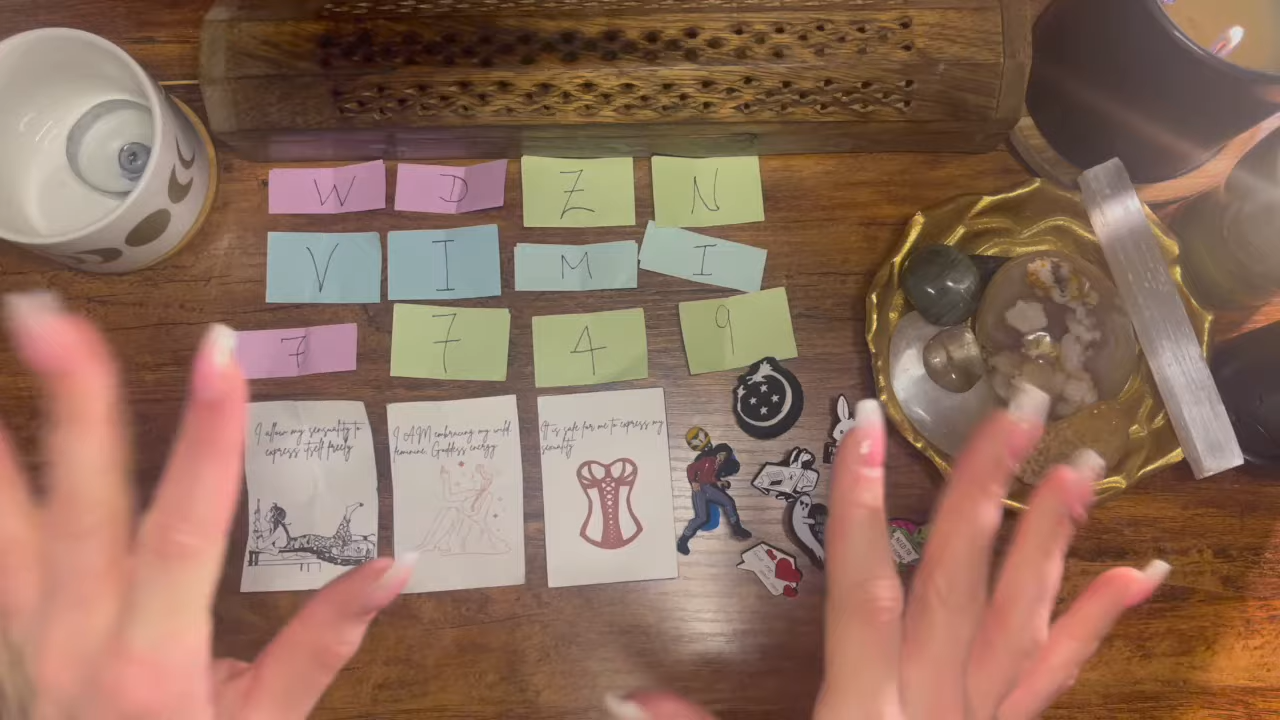 W D Z N
V I M I
7 7 4 9
I allow my sensuality to
express itself freely
I AM embracing my wild
feminine Goddess energy
It is safe for me to express my
sexuality